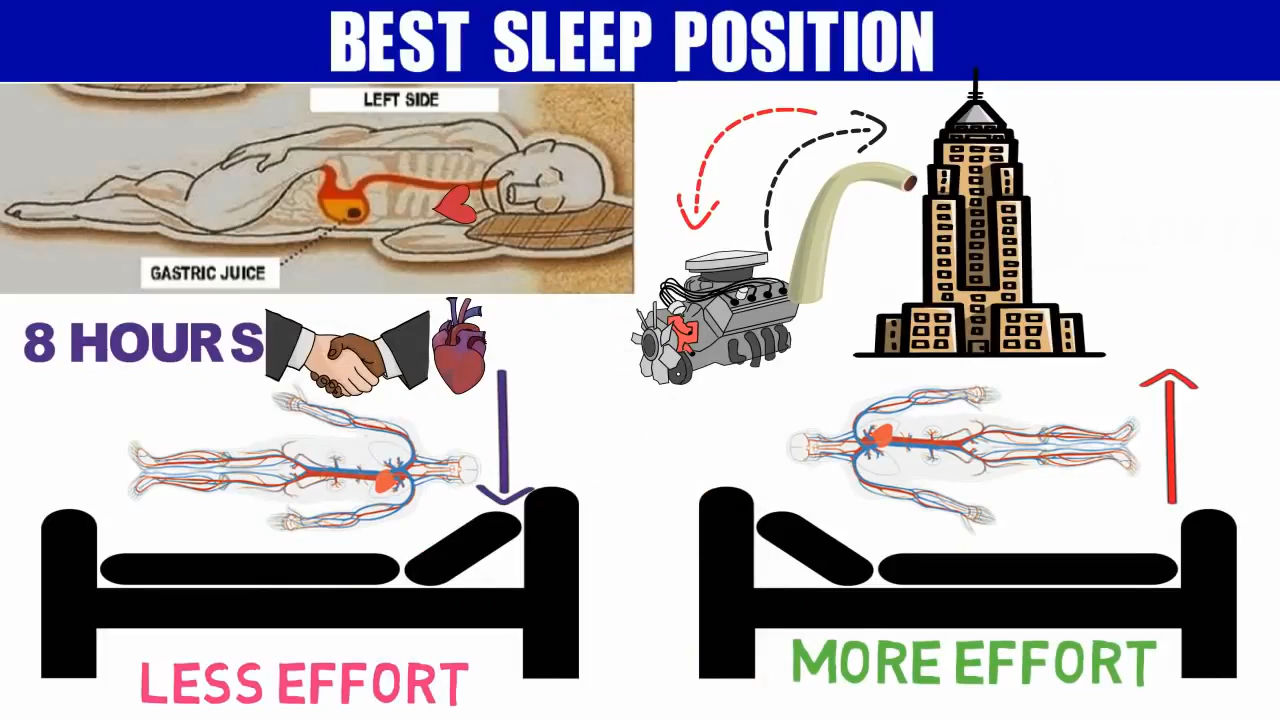 BEST SLEEP POSITION
LEFT SIDE
GASTRIC JUICE
8 HOURS
LESS EFFORT
MORE EFFORT